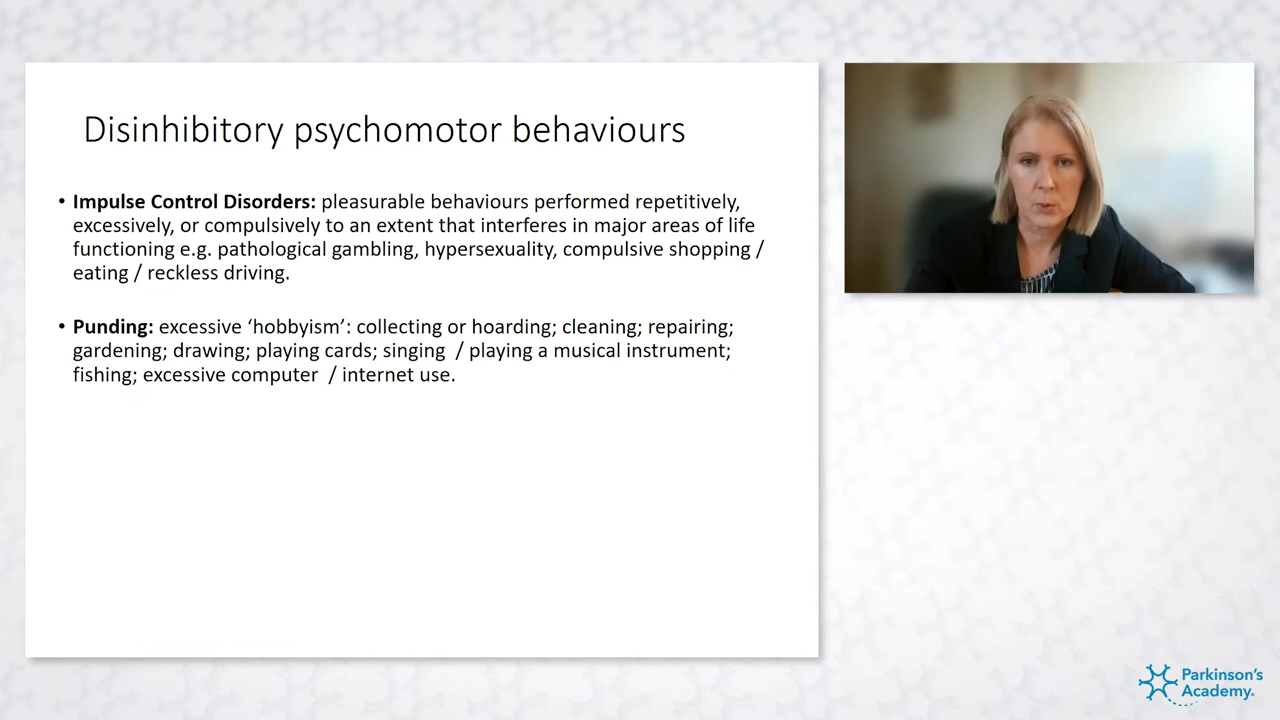 Disinhibitory psychomotor behaviours
• Impulse Control Disorders: pleasurable behaviours performed repetitively,
excessively, or compulsively to an extent that interferes in major areas of life
functioning e.g. pathological gambling, hypersexuality, compulsive shopping /
eating / reckless driving.
• Punding: excessive ‘hobbyism’: collecting or hoarding; cleaning; repairing;
gardening; drawing; playing cards; singing  / playing a musical instrument;
fishing; excessive computer  / internet use.
Parkinson's
Academy.